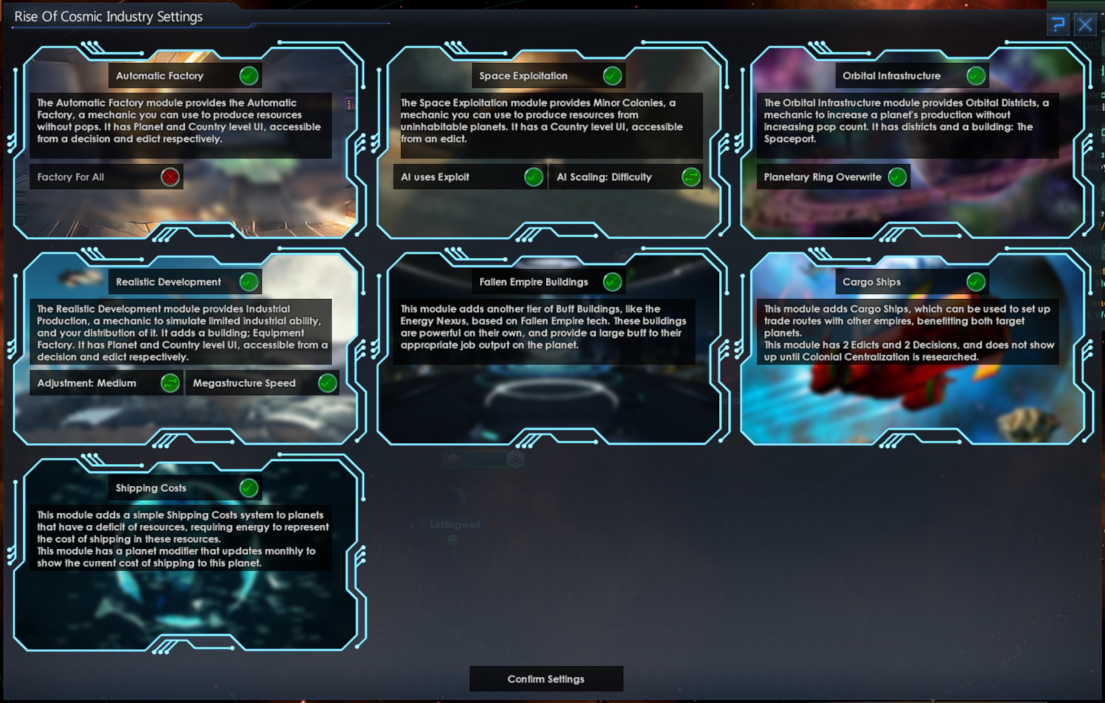 Rise Of Cosmic Industry Settings
Automatic Factory
The Automatic Factory module provides the Automatic
Factory, a mechanic you can use to produce resources
without pops. It has Planet and Country level UI, accessible
from a decision and edict respectively.
Factory For All
Space Exploitation
The Space Exploitation module provides Minor Colonies, a
mechanic you can use to produce resources from
uninhabitable planets. It has a Country level UI, accessible
from an edict.
AI uses Exploit
AI Scaling: Difficulty
Orbital Infrastructure
The Orbital Infrastructure module provides Orbital Districts, a
mechanic to increase a planet's production without
increasing pop count. It has districts and a building: The
Spaceport.
Planetary Ring Overwrite
Realistic Development
The Realistic Development module provides Industrial
Production, a mechanic to simulate limited industrial ability,
and your distribution of it. It adds a building; Equipment
Factory. It has Planet and Country level UI, accessible from a
decision and edict respectively.
Adjustment: Medium
Megastructure Speed
Fallen Empire Buildings
This module adds another tier of Buff Buildings, like the
Energy Nexus, based on Fallen Empire tech. These buildings
are powerful on their own, and provide a large buff to their
appropriate job output on the planet.
Cargo Ships
This module adds Cargo Ships, which can be used to set up
trade routes with other empires, benefitting both target
planets.
This module has 2 Edicts and 2 Decisions, and does not show
up until Colonial Centralization is researched.
Shipping Costs
This module adds a simple Shipping Costs system to planets
that have a deficit of resources, requiring energy to represent
the cost of shipping in these resources.
This module has a planet modifier that updates monthly to
show the current cost of shipping to this planet.
Confirm Settings